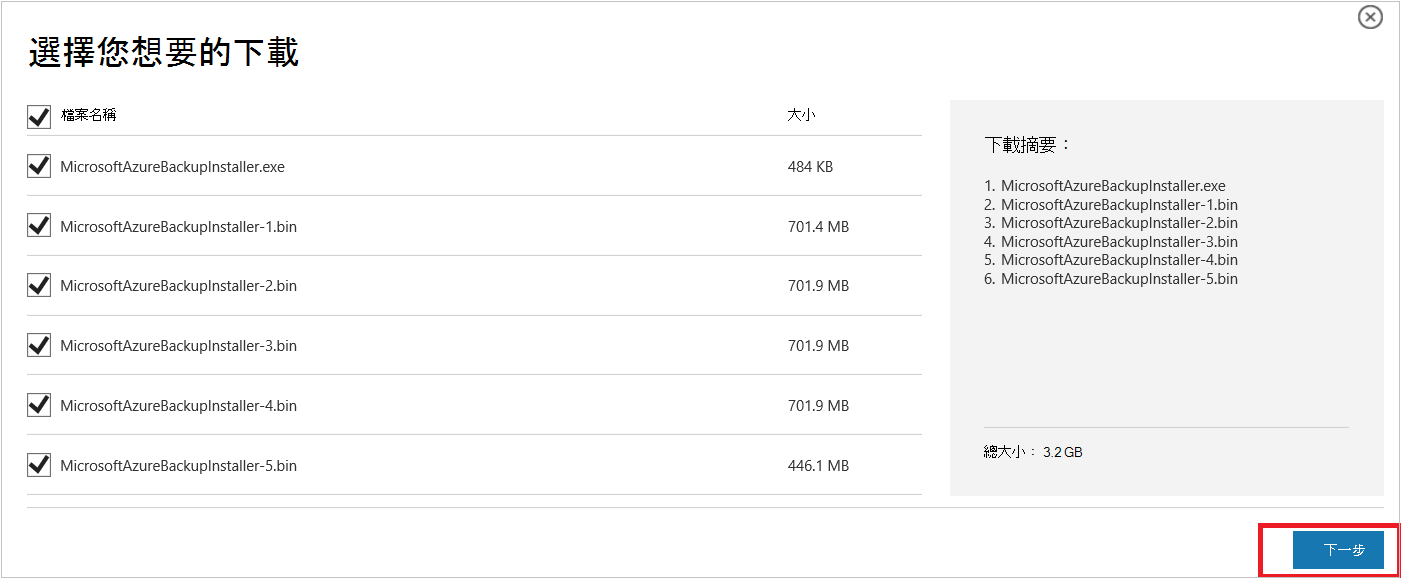 選擇您想要的下載
檔案名稱 大小
MicrosoftAzureBackupInstaller.exe 484 KB
MicrosoftAzureBackupInstaller-1.bin 701.4 MB
MicrosoftAzureBackupInstaller-2.bin 701.9 MB
MicrosoftAzureBackupInstaller-3.bin 701.9 MB
MicrosoftAzureBackupInstaller-4.bin 701.9 MB
MicrosoftAzureBackupInstaller-5.bin 446.1 MB
下載摘要：
1. MicrosoftAzureBackupInstaller.exe
2. MicrosoftAzureBackupInstaller-1.bin
3. MicrosoftAzureBackupInstaller-2.bin
4. MicrosoftAzureBackupInstaller-3.bin
5. MicrosoftAzureBackupInstaller-4.bin
6. MicrosoftAzureBackupInstaller-5.bin
總大小： 3.2 GB
下一步